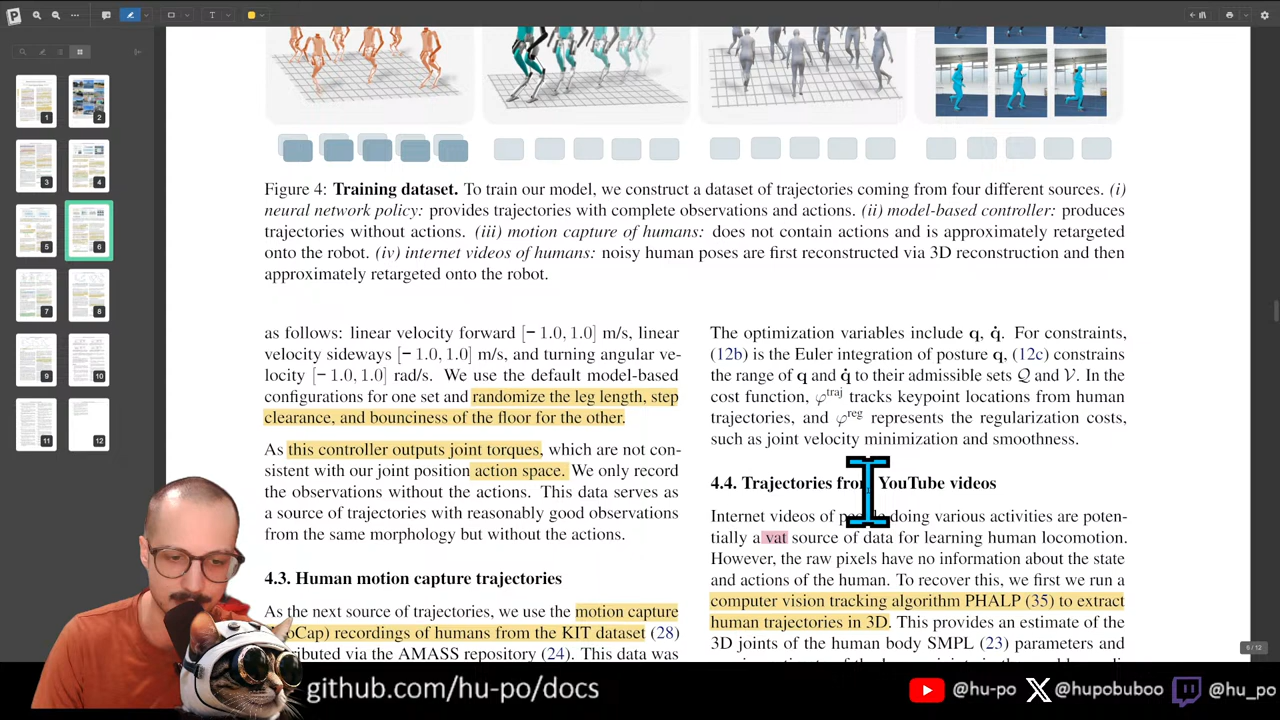 1
2
3
4
5
6
7
8
9
10
11
12
Figure 4: Training dataset. To train our model, we construct a dataset of trajectories coming from four different sources. (i)
neural network policy: provides trajectories with complete observations and actions. (ii) model-based controller: produces
trajectories without actions. (iii) motion capture of humans: does not contain actions and is approximately retargeted
onto the robot. (iv) internet videos of humans: noisy human poses are first reconstructed via 3D reconstruction and then
approximately retargeted onto the robot.
as follows: linear velocity forward [− 1.0, 1.0] m/s, linear
velocity sideways [− 1.0, 1.0] m/s, and turning angular ve-
locity [− 1.0, 1.0] rad/s. We use the default model-based
configurations for one set and randomize the leg length, step
clearance, and bounciness of the floor for the other.
As this controller outputs joint torques, which are not con-
sistent with our joint position action space. We only record
the observations without the actions. This data serves as
a source of trajectories with reasonably good observations
from the same morphology but without the actions.
4.3. Human motion capture trajectories
As the next source of trajectories, we use the motion capture
oCap) recordings of humans from the KIT dataset (28)
tributed via the AMASS repository (24). This data was
The optimization variables include q, q̇. For constraints,
(12b) is the Euler integration of posture q, (12c) constrains
the range of q and q̇ to their admissible sets Q and V. In the
cost function, φtraj tracks keypoint locations from human
trajectories, and φreg represents the regularization costs,
such as joint velocity minimization and smoothness.
4.4. Trajectories from YouTube videos
Internet videos of people doing various activities are poten-
tially a vat source of data for learning human locomotion.
However, the raw pixels have no information about the state
and actions of the human. To recover this, we first we run a
computer vision tracking algorithm PHALP (35) to extract
human trajectories in 3D. This provides an estimate of the
3D joints of the human body SMPL (23) parameters and
6 / 12
github.com/hu-po/docs
@hu-po
@hupobuboo
@hu_po